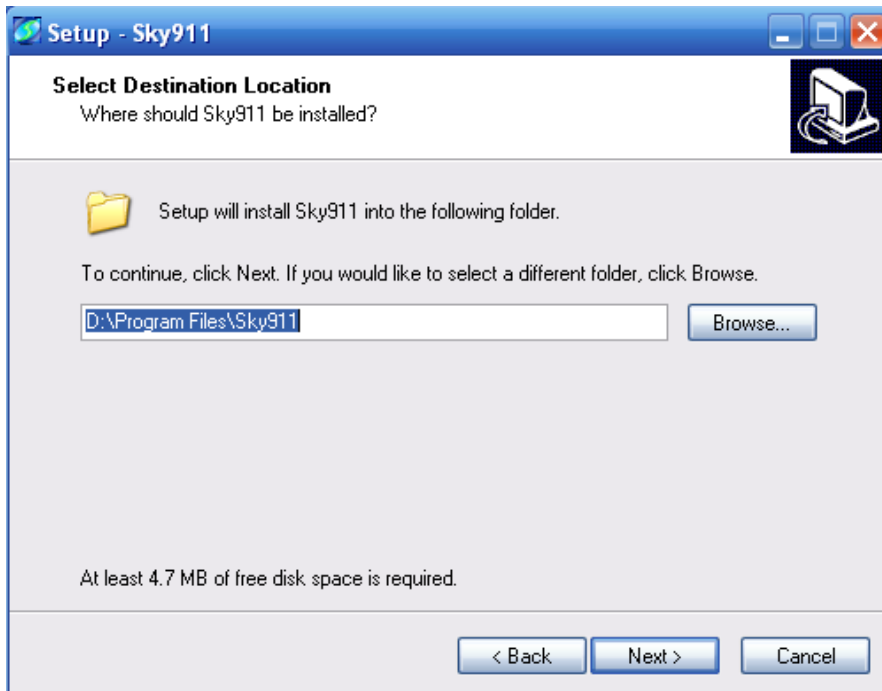 Setup - Sky911
Select Destination Location
Where should Sky911 be installed?
Setup will install Sky911 into the following folder.
To continue, click Next. If you would like to select a different folder, click Browse.
D:\Program Files\Sky911
Browse...
At least 4.7 MB of free disk space is required.
< Back
Next >
Cancel